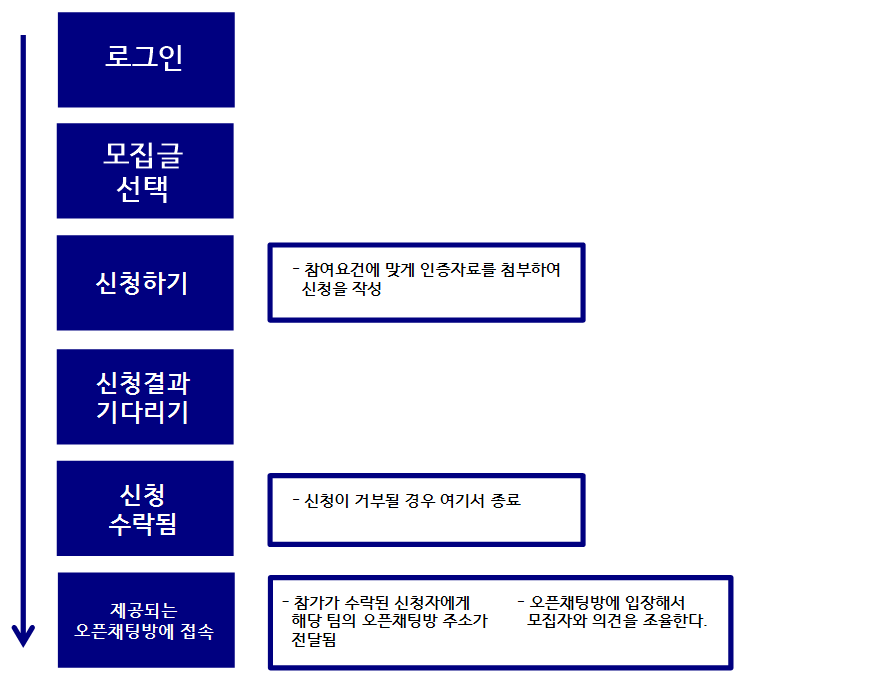 로그인
모집글
선택
신청하기
- 참여요건에 맞게 인증자료를 첨부하여
신청을 작성
신청결과
기다리기
신청
수락됨
- 신청이 거부될 경우 여기서 종료
제공되는
오픈채팅방에 접속
- 참가가 수락된 신청자에게
해당 팀의 오픈채팅방 주소가
전달됨
- 오픈채팅방에 입장해서
모집자와 의견을 조율한다.